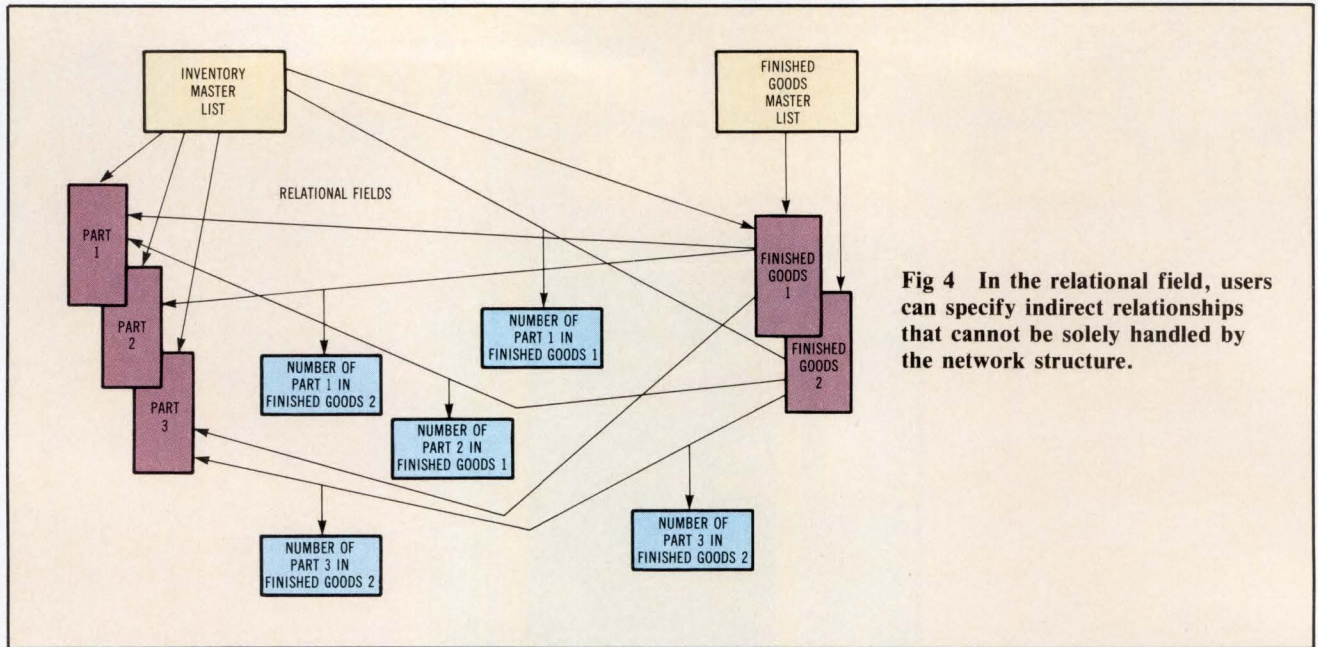 INVENTORY
MASTER
LIST
FINISHED
GOODS
MASTER
LIST
RELATIONAL FIELDS
PART
1
PART
2
PART
3
FINISHED
GOODS
1
FINISHED
GOODS
2
NUMBER OF
PART 1 IN
FINISHED GOODS 1
NUMBER OF
PART 1 IN
FINISHED GOODS 2
NUMBER OF
PART 2 IN
FINISHED GOODS 1
NUMBER OF
PART 3 IN
FINISHED GOODS 2
NUMBER OF
PART 3 IN
FINISHED GOODS 2
Fig 4 In the relational field, users
can specify indirect relationships
that cannot be solely handled by
the network structure.